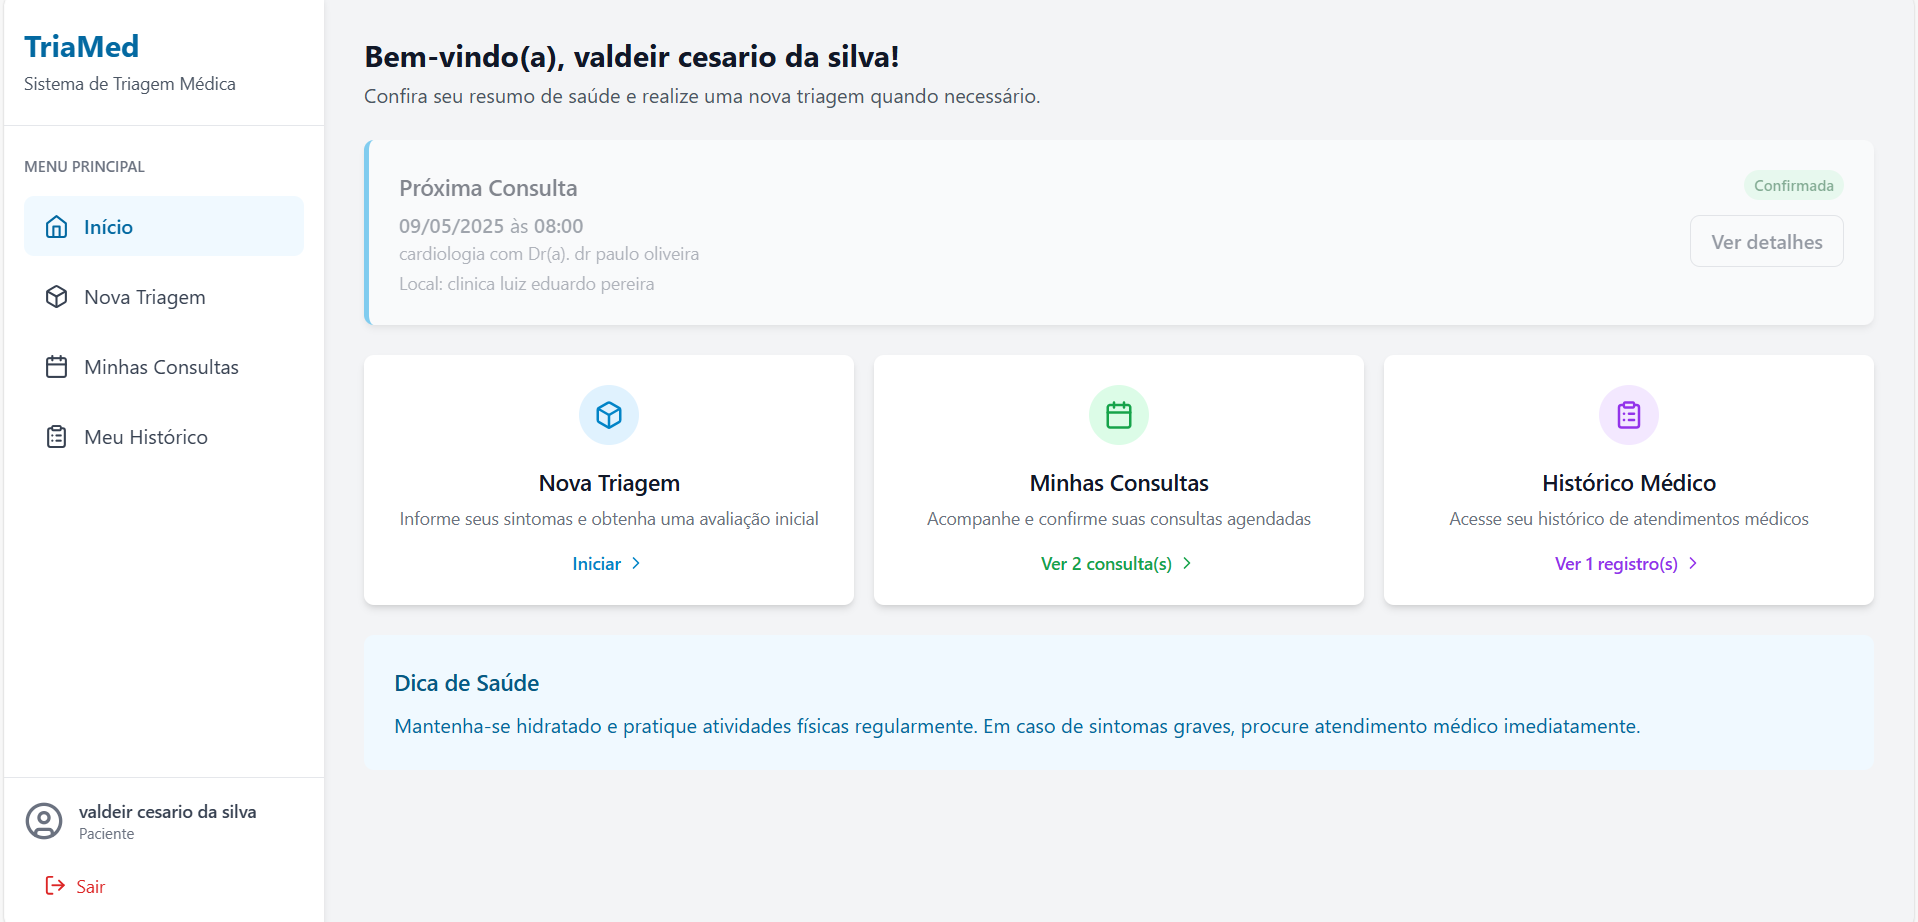 TriaMed
Sistema de Triagem Médica
MENU PRINCIPAL
Início
Nova Triagem
Minhas Consultas
Meu Histórico
valdeir cesario da silva
Paciente
Sair
Bem-vindo(a), valdeir cesario da silva!
Confira seu resumo de saúde e realize uma nova triagem quando necessário.
Próxima Consulta
09/05/2025 às 08:00
cardiologia com Dr(a). dr paulo oliveira
Local: clinica luiz eduardo pereira
Confirmada
Ver detalhes
Nova Triagem
Informe seus sintomas e obtenha uma avaliação inicial
Iniciar
Minhas Consultas
Acompanhe e confirme suas consultas agendadas
Ver 2 consulta(s)
Histórico Médico
Acesse seu histórico de atendimentos médicos
Ver 1 registro(s)
Dica de Saúde
Mantenha-se hidratado e pratique atividades físicas regularmente. Em caso de sintomas graves, procure atendimento médico imediatamente.